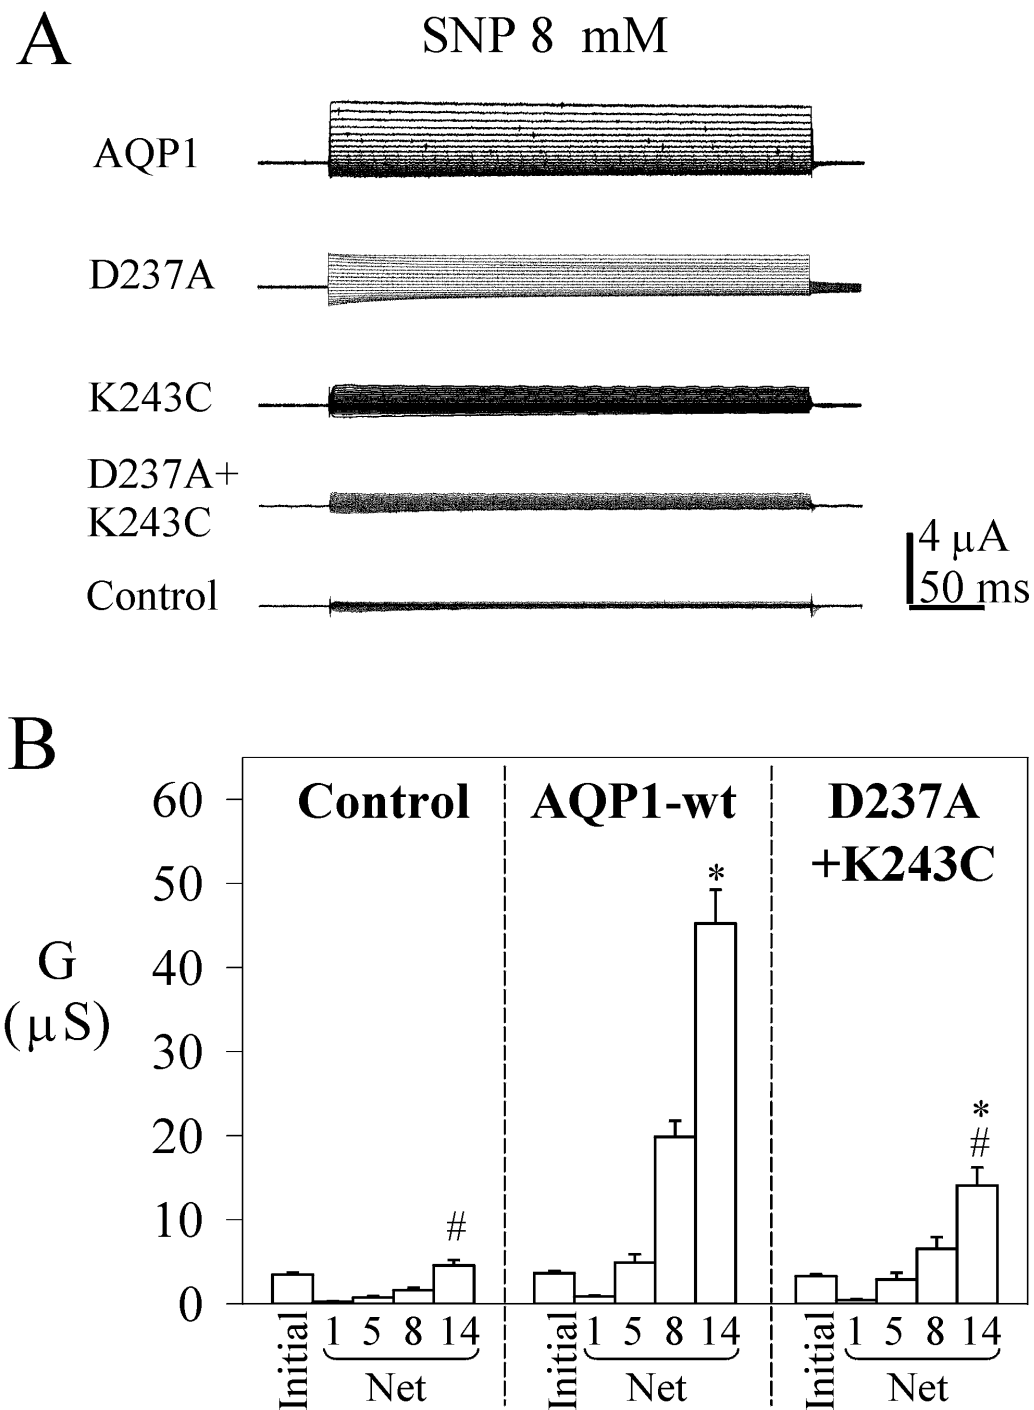 A
SNP 8 mM
AQP1
D237A
K243C
D237A+
K243C
Control
4 µA
50 ms
B
Control
AQP1-wt
D237A
+K243C
60
50
40
30
20
10
0
G
(µS)
*
*
#
#
Initial 1 5 8 14 Initial 1 5 8 14 Initial 1 5 8 14
Net Net Net